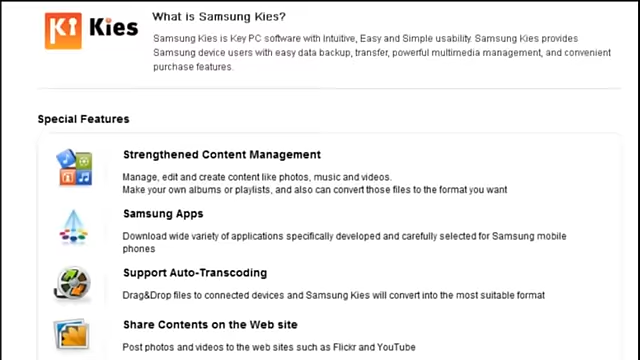 Kies
What is Samsung Kies?
Samsung Kies is Key PC software with Intuitive, Easy and Simple usability. Samsung Kies provides
Samsung device users with easy data backup, transfer, powerful multimedia management, and convenient
purchase features.
Special Features
Strengthened Content Management
Manage, edit and create content like photos, music and videos.
Make your own albums or playlists, and also can convert those files to the format you want
Samsung Apps
Download wide variety of applications specifically developed and carefully selected for Samsung mobile
phones
Support Auto-Transcoding
Drag&Drop files to connected devices and Samsung Kies will convert into the most suitable format
Share Contents on the Web site
Post photos and videos to the web sites such as Flickr and YouTube